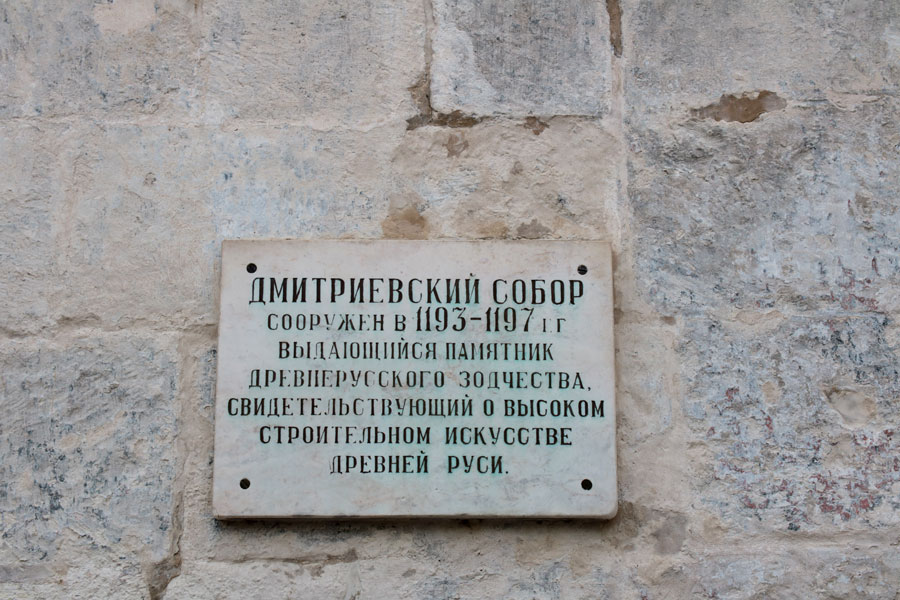 ДМИТРИЕВСКИЙ СОБОР
СООРУЖЕН В 1193-1197 г.г
ВЫДАЮЩИЙСЯ ПАМЯТНИК
ДРЕВНЕРУССКОГО ЗОДЧЕСТВА,
СВИДЕТЕЛЬСТВУЮЩИЙ О ВЫСОКОМ
СТРОИТЕЛЬНОМ ИСКУССТВЕ
ДРЕВНЕЙ РУСИ.